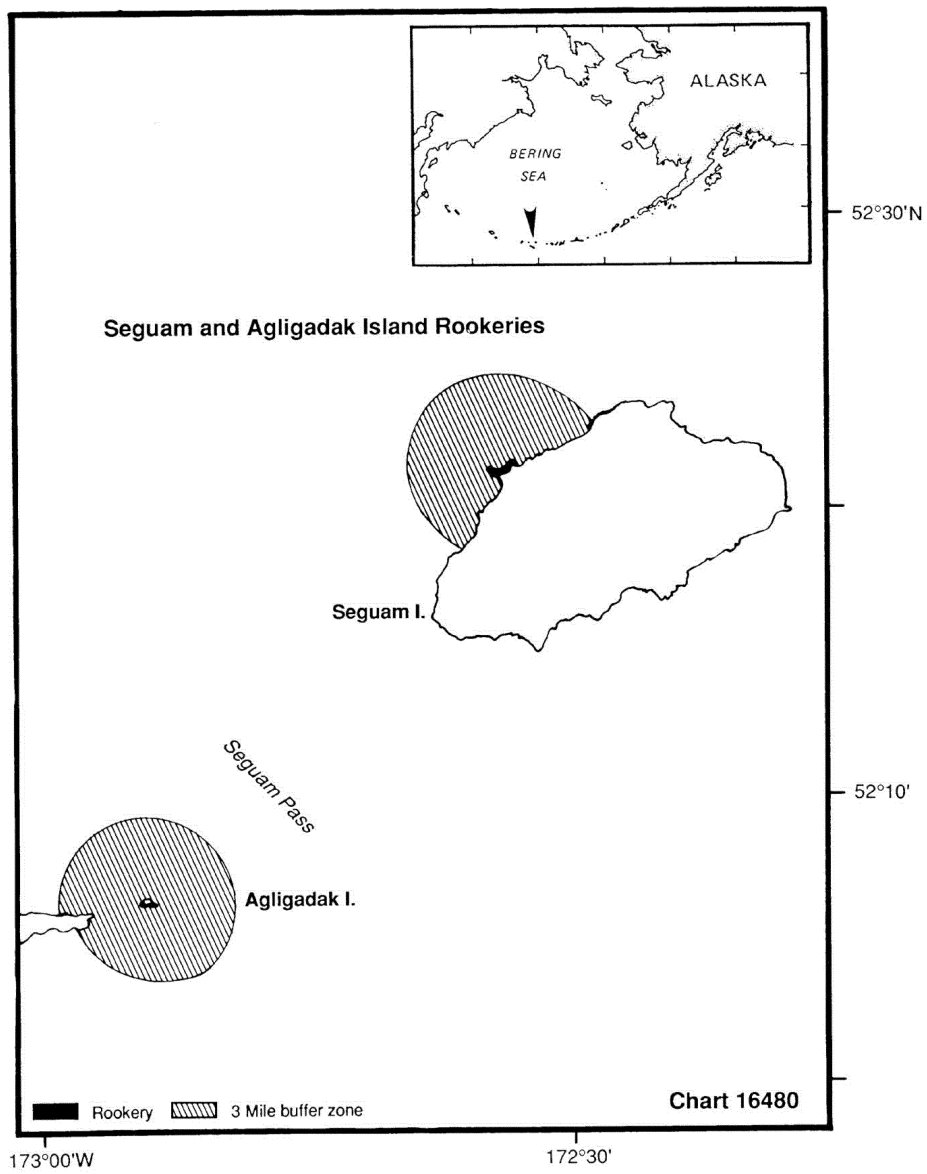 ALASKA
BERING
SEA
52°30'N
Seguam and Agligadak Island Rookeries
Seguam I.
Seguam Pass
52°10'
Agligadak I.
Rookery
3 Mile buffer zone
Chart 16480
173°00'W
172°30'